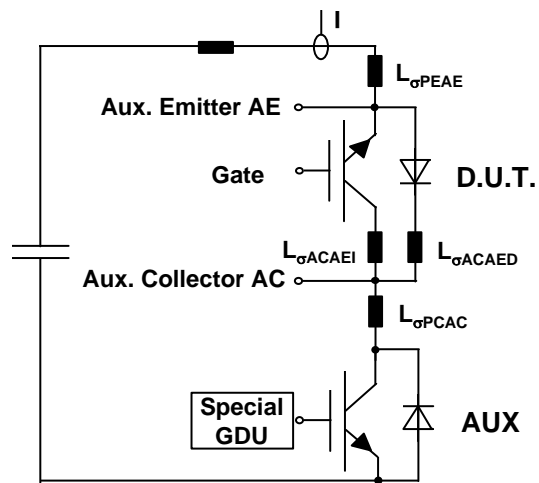 I
LσPEAE
Aux. Emitter AE
Gate
D.U.T.
LσACAEI
LσACAED
Aux. Collector AC
LσPCAC
Special
GDU
AUX